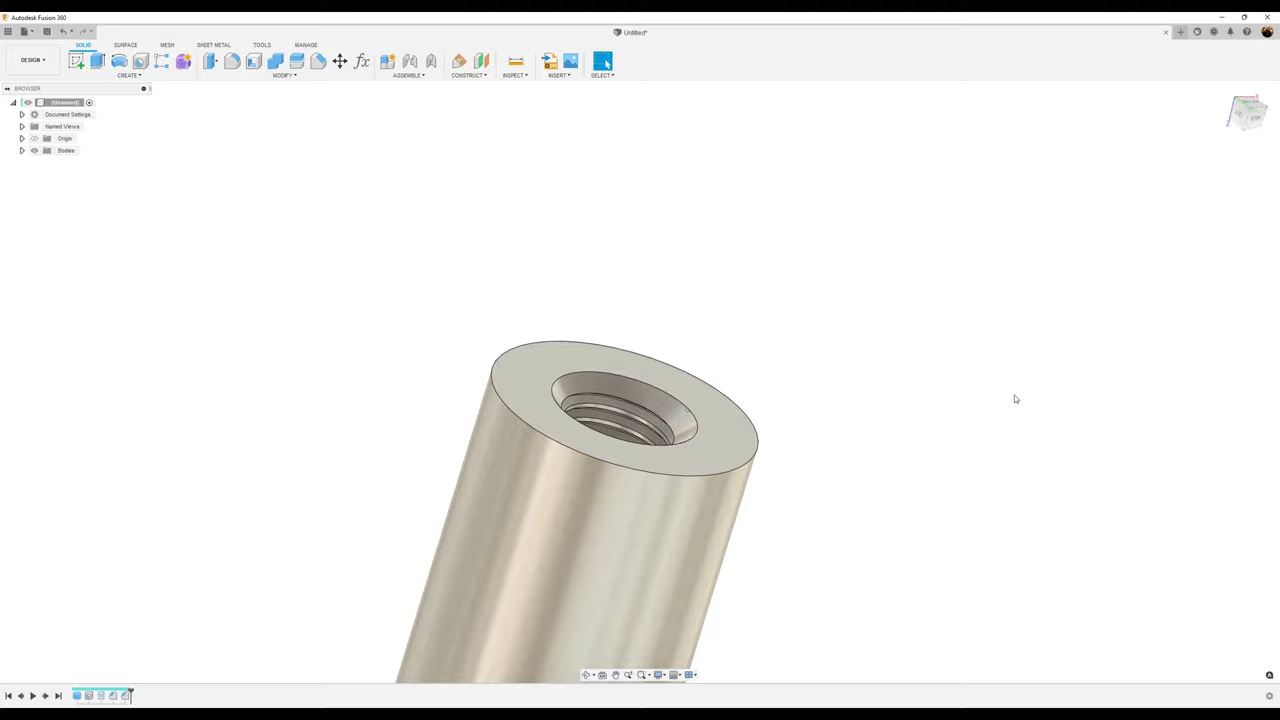 Autodesk Fusion 360
Untitled*
DESIGN
SOLID
SURFACE
MESH
SHEET METAL
TOOLS
MANAGE
CREATE
MODIFY
ASSEMBLE
CONSTRUCT
INSPECT
INSERT
SELECT
BROWSER
(Unsaved)
Document Settings
Named Views
Origin
Bodies